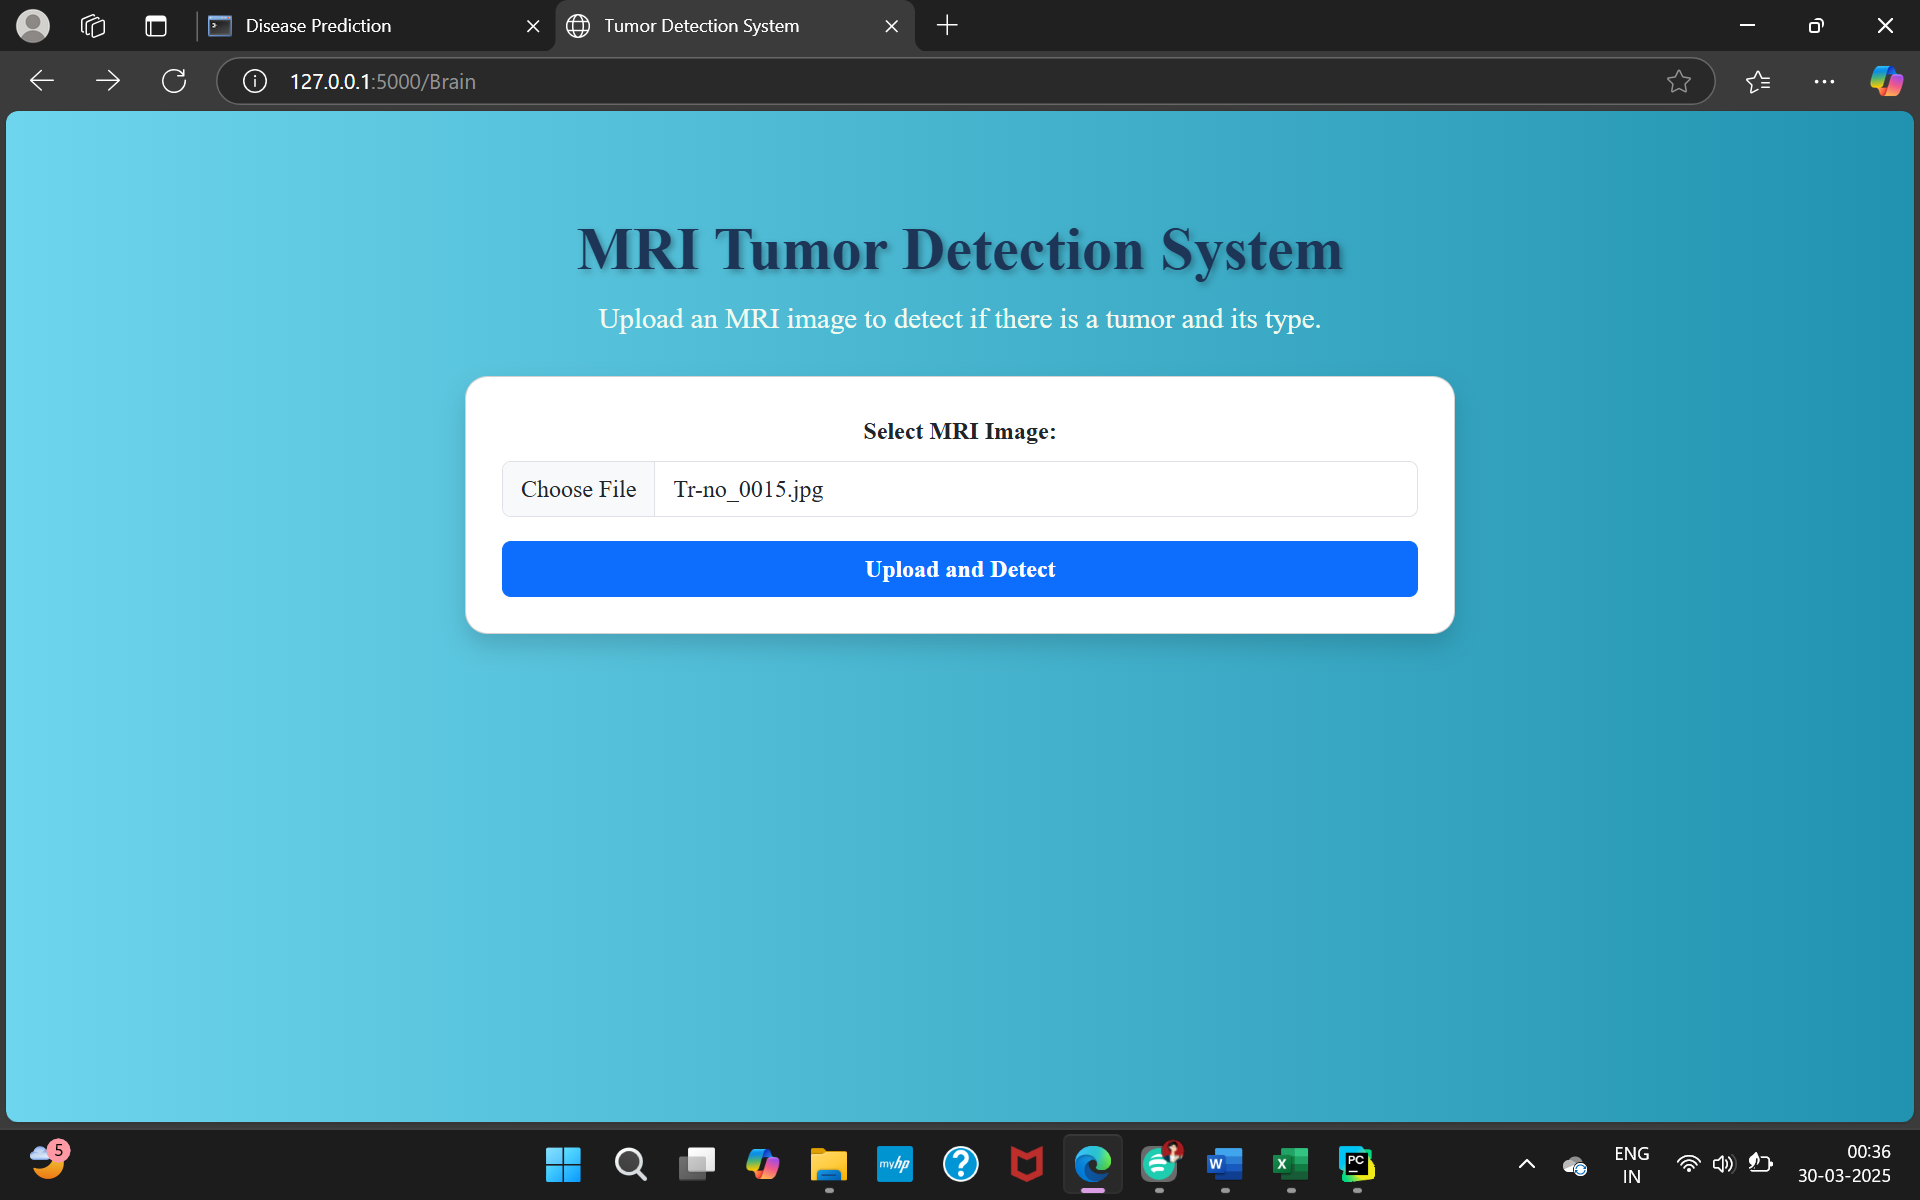 Disease Prediction
Tumor Detection System
127.0.0.1:5000/Brain
MRI Tumor Detection System
Upload an MRI image to detect if there is a tumor and its type.
Select MRI Image:
Choose File
Tr-no_0015.jpg
Upload and Detect
5
myhp
W
X
PC
ENG
IN
00:36
30-03-2025